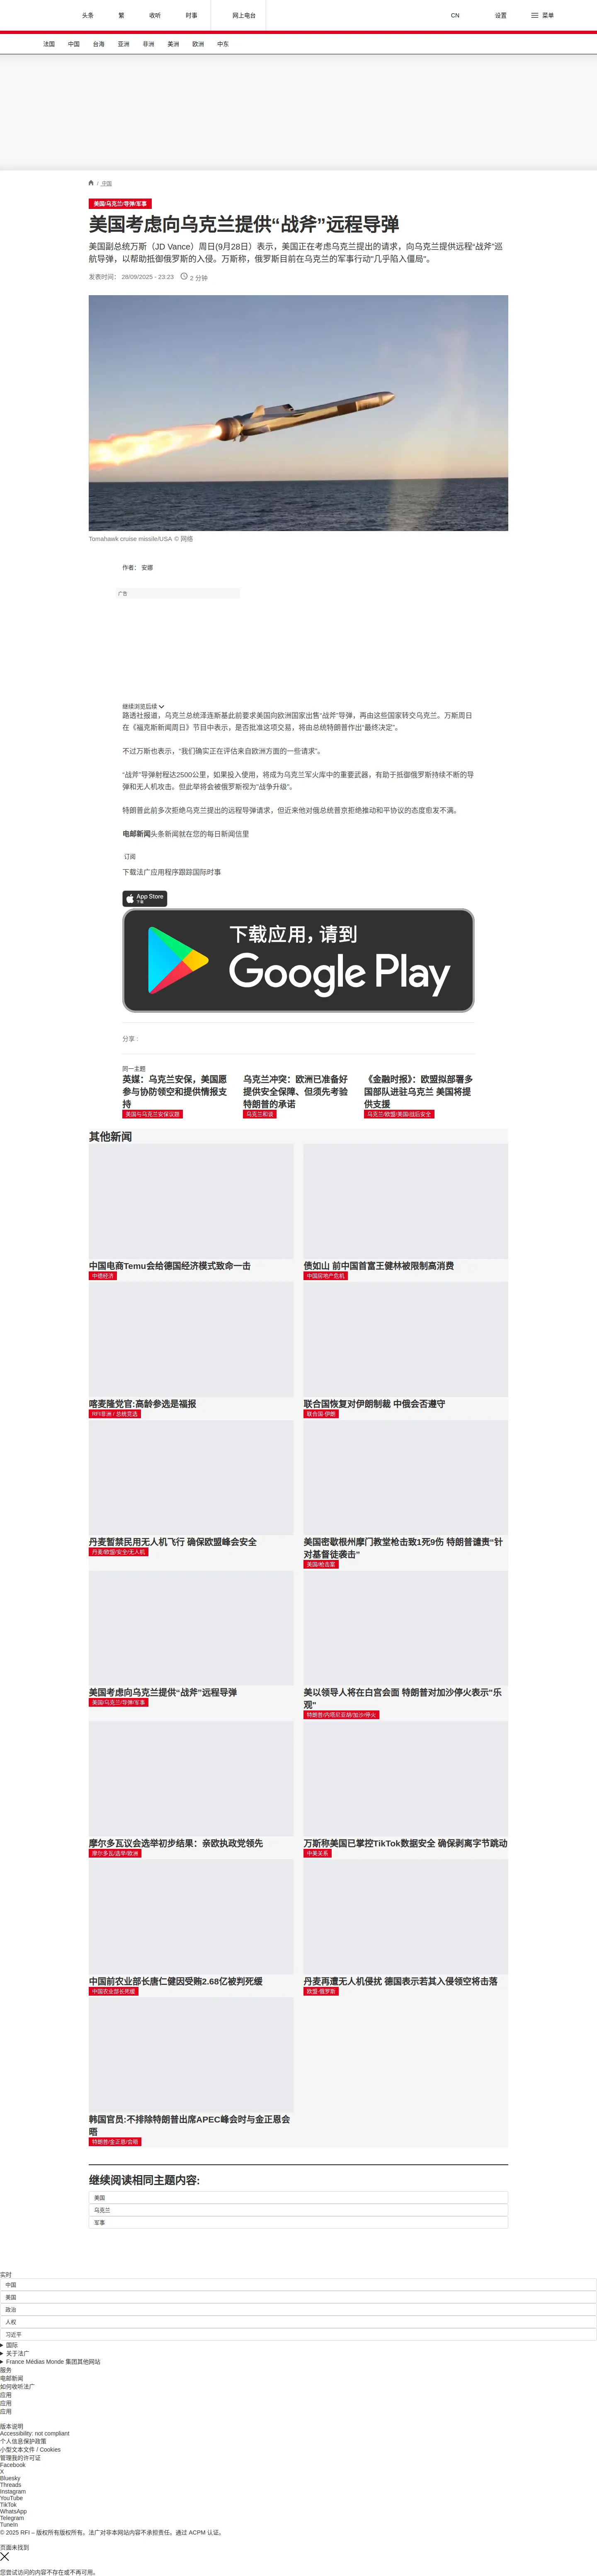 头条
繁
收听
时事
网上电台
CN
设置
菜单
法国
中国
台海
亚洲
非洲
美洲
欧洲
中东
/ 中国
美国/乌克兰/导弹/军事
美国考虑向乌克兰提供“战斧”远程导弹
美国副总统万斯（JD Vance）周日(9月28日）表示，美国正在考虑乌克兰提出的请求，向乌克兰提供远程“战斧”巡
航导弹，以帮助抵御俄罗斯的入侵。万斯称，俄罗斯目前在乌克兰的军事行动"几乎陷入僵局"。
发表时间： 28/09/2025 - 23:23
2 分钟
Tomahawk cruise missile/USA © 网络
作者： 安娜
广告
继续浏览后续
路透社报道，乌克兰总统泽连斯基此前要求美国向欧洲国家出售“战斧”导弹，再由这些国家转交乌克兰。万斯周日
在《福克斯新闻周日》节目中表示，是否批准这项交易，将由总统特朗普作出“最终决定”。
不过万斯也表示，“我们确实正在评估来自欧洲方面的一些请求”。
“战斧”导弹射程达2500公里，如果投入使用，将成为乌克兰军火库中的重要武器，有助于抵御俄罗斯持续不断的导
弹和无人机攻击。但此举将会被俄罗斯视为“战争升级”。
特朗普此前多次拒绝乌克兰提出的远程导弹请求，但近来他对俄总统普京拒绝推动和平协议的态度愈发不满。
电邮新闻头条新闻就在您的每日新闻信里
订阅
下载法广应用程序跟踪国际时事
App Store
下载
下载应用，请到
Google Play
分享 :
同一主题
英媒：乌克兰安保，美国愿
参与协防领空和提供情报支
持
美国与乌克兰安保议题
乌克兰冲突：欧洲已准备好
提供安全保障、但须先考验
特朗普的承诺
乌克兰和谈
《金融时报》：欧盟拟部署多
国部队进驻乌克兰 美国将提
供支援
乌克兰/欧盟/美国/战后安全
其他新闻
中国电商Temu会给德国经济模式致命一击
中德经济
债如山 前中国首富王健林被限制高消费
中国房地产危机
喀麦隆党官:高龄参选是福报
RFI非洲 / 总统竞选
联合国恢复对伊朗制裁 中俄会否遵守
联合国·伊朗
丹麦暂禁民用无人机飞行 确保欧盟峰会安全
丹麦/欧盟/安全/无人机
美国密歇根州摩门教堂枪击致1死9伤 特朗普谴责“针
对基督徒袭击”
美国/枪击案
美国考虑向乌克兰提供“战斧”远程导弹
美国/乌克兰/导弹/军事
美以领导人将在白宫会面 特朗普对加沙停火表示"乐
观"
特朗普/内塔尼亚胡/加沙/停火
摩尔多瓦议会选举初步结果：亲欧执政党领先
摩尔多瓦/选举/欧洲
万斯称美国已掌控TikTok数据安全 确保剥离字节跳动
中美关系
中国前农业部长唐仁健因受贿2.68亿被判死缓
中国农业部长死缓
丹麦再遭无人机侵扰 德国表示若其入侵领空将击落
欧盟·俄罗斯
韩国官员:不排除特朗普出席APEC峰会时与金正恩会
晤
特朗普/金正恩/会晤
继续阅读相同主题内容:
美国
乌克兰
军事
实时
中国
美国
政治
人权
习近平
国际
关于法广
France Médias Monde 集团其他网站
服务
电邮新闻
如何收听法广
应用
应用
应用
版本说明
Accessibility: not compliant
个人信息保护政策
小型文本文件 / Cookies
管理我的许可证
Facebook
X
Bluesky
Threads
Instagram
YouTube
TikTok
WhatsApp
Telegram
TuneIn
© 2025 RFI – 版权所有版权所有。法广对非本网站内容不承担责任。通过 ACPM 认证。
页面未找到
您尝试访问的内容不存在或不再可用。